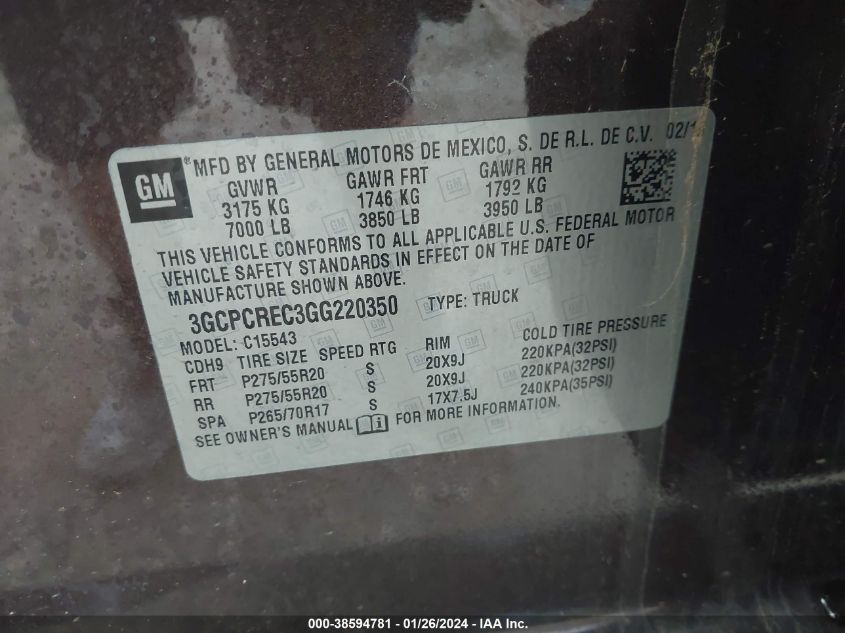 GM
® MFD BY GENERAL MOTORS DE MEXICO, S. DE R.L. DE C.V. 02/1
GVWR GAWR FRT GAWR RR
3175 KG 1746 KG 1792 KG
7000 LB 3850 LB 3950 LB
THIS VEHICLE CONFORMS TO ALL APPLICABLE U.S. FEDERAL MOTOR
VEHICLE SAFETY STANDARDS IN EFFECT ON THE DATE OF
MANUFACTURE SHOWN ABOVE.
3GCPCREC3GG220350 TYPE: TRUCK
MODEL: C15543
CDH9 TIRE SIZE SPEED RTG RIM COLD TIRE PRESSURE
FRT P275/55R20 S 20X9J 220KPA(32PSI)
RR P275/55R20 S 20X9J 220KPA(32PSI)
SPA P265/70R17 S 17X7.5J 240KPA(35PSI)
SEE OWNER'S MANUAL i FOR MORE INFORMATION.
000-38594781 - 01/26/2024 - IAA Inc.